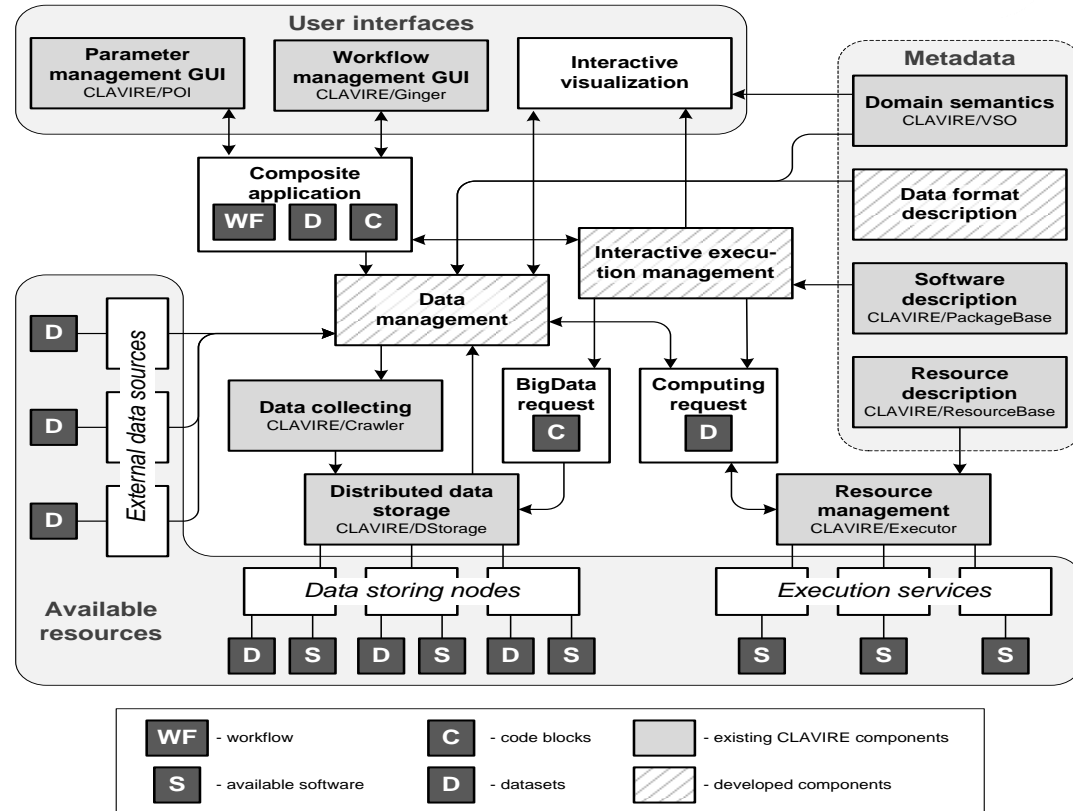 User interfaces
Parameter
management GUI
CLAVIRE/POI
Workflow
management GUI
CLAVIRE/Ginger
Interactive
visualization
Metadata
Domain semantics
CLAVIRE/VSO
Data format
description
Software
description
CLAVIRE/PackageBase
Resource
description
CLAVIRE/ResourceBase
Composite
application
WF
D
C
Interactive execu-
tion management
Data
management
BigData
request
C
Computing
request
D
Data collecting
CLAVIRE/Crawler
Distributed data
storage
CLAVIRE/DStorage
Resource
management
CLAVIRE/Executor
D
D
D
External data sources
Available
resources
Data storing nodes
D
S
D
S
D
S
Execution services
S
S
S
WF - workflow
C - code blocks
- existing CLAVIRE components
S - available software
D - datasets
- developed components